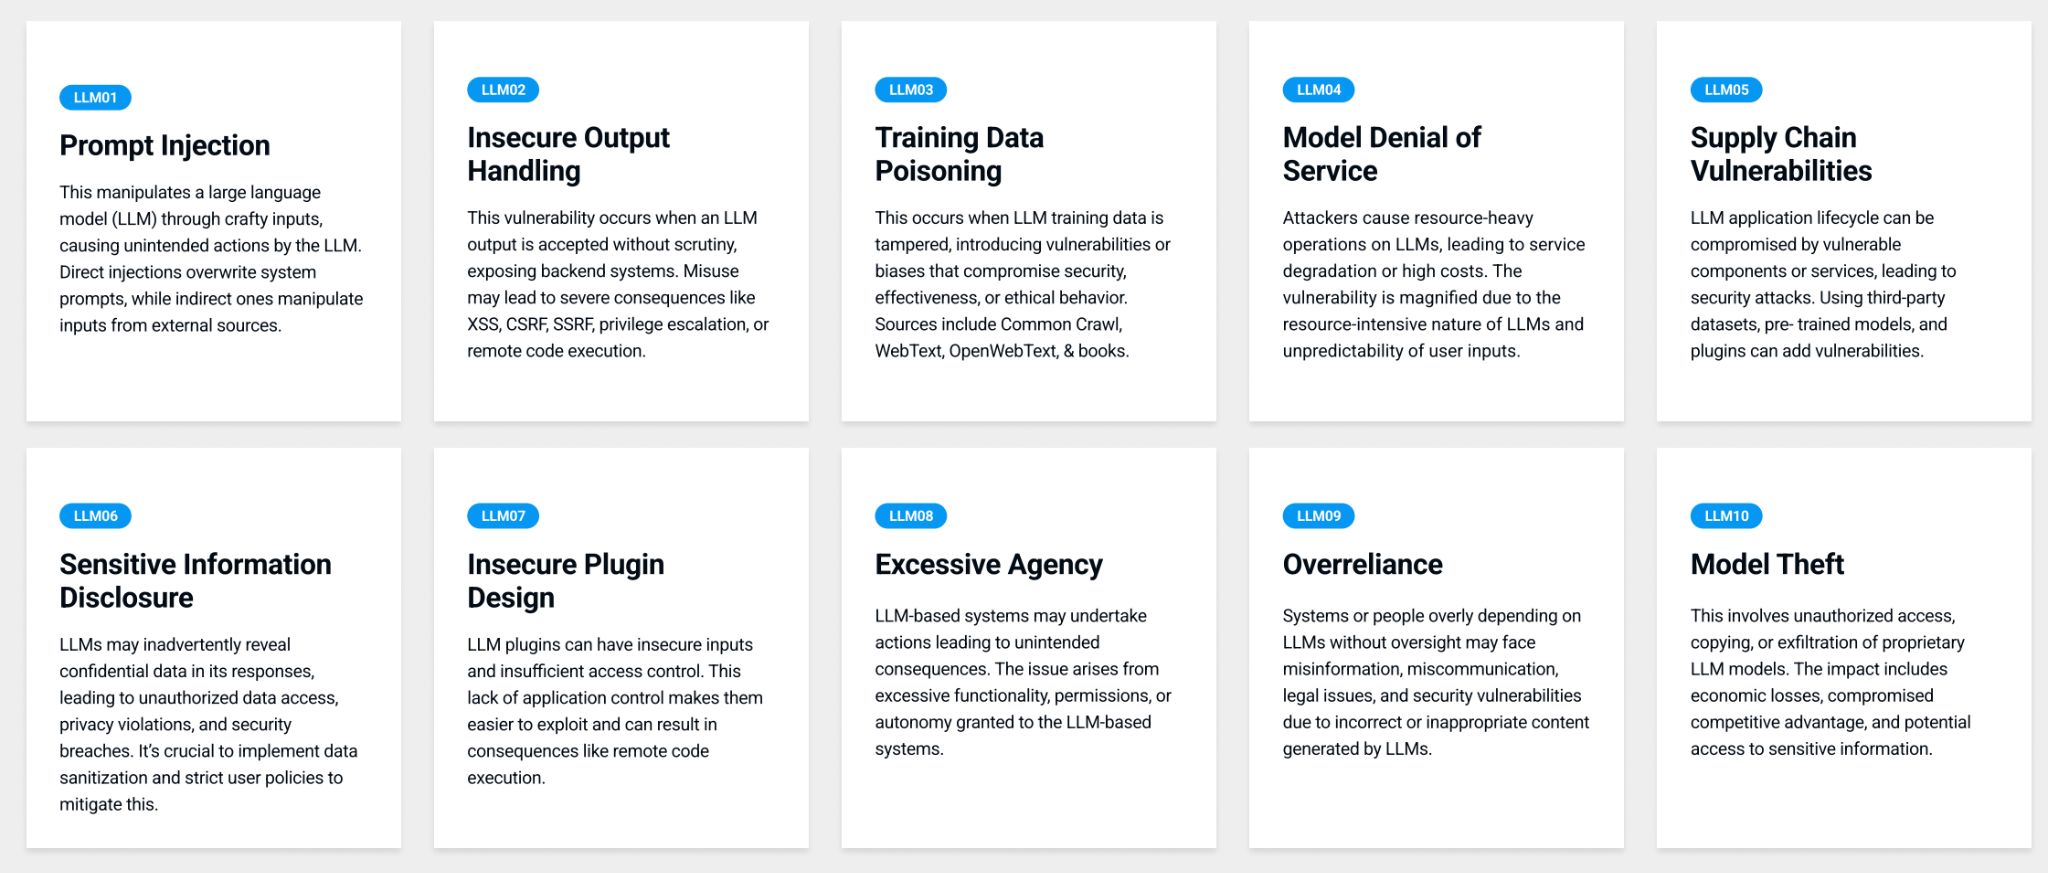 LLM01
Prompt Injection
This manipulates a large language
model (LLM) through crafty inputs,
causing unintended actions by the LLM.
Direct injections overwrite system
prompts, while indirect ones manipulate
inputs from external sources.
LLM02
Insecure Output
Handling
This vulnerability occurs when an LLM
output is accepted without scrutiny,
exposing backend systems. Misuse
may lead to severe consequences like
XSS, CSRF, SSRF, privilege escalation, or
remote code execution.
LLM03
Training Data
Poisoning
This occurs when LLM training data is
tampered, introducing vulnerabilities or
biases that compromise security,
effectiveness, or ethical behavior.
Sources include Common Crawl,
WebText, OpenWebText, & books.
LLM04
Model Denial of
Service
Attackers cause resource-heavy
operations on LLMs, leading to service
degradation or high costs. The
vulnerability is magnified due to the
resource-intensive nature of LLMs and
unpredictability of user inputs.
LLM05
Supply Chain
Vulnerabilities
LLM application lifecycle can be
compromised by vulnerable
components or services, leading to
security attacks. Using third-party
datasets, pre- trained models, and
plugins can add vulnerabilities.
LLM06
Sensitive Information
Disclosure
LLMs may inadvertently reveal
confidential data in its responses,
leading to unauthorized data access,
privacy violations, and security
breaches. It’s crucial to implement data
sanitization and strict user policies to
mitigate this.
LLM07
Insecure Plugin
Design
LLM plugins can have insecure inputs
and insufficient access control. This
lack of application control makes them
easier to exploit and can result in
consequences like remote code
execution.
LLM08
Excessive Agency
LLM-based systems may undertake
actions leading to unintended
consequences. The issue arises from
excessive functionality, permissions, or
autonomy granted to the LLM-based
systems.
LLM09
Overreliance
Systems or people overly depending on
LLMs without oversight may face
misinformation, miscommunication,
legal issues, and security vulnerabilities
due to incorrect or inappropriate content
generated by LLMs.
LLM10
Model Theft
This involves unauthorized access,
copying, or exfiltration of proprietary
LLM models. The impact includes
economic losses, compromised
competitive advantage, and potential
access to sensitive information.